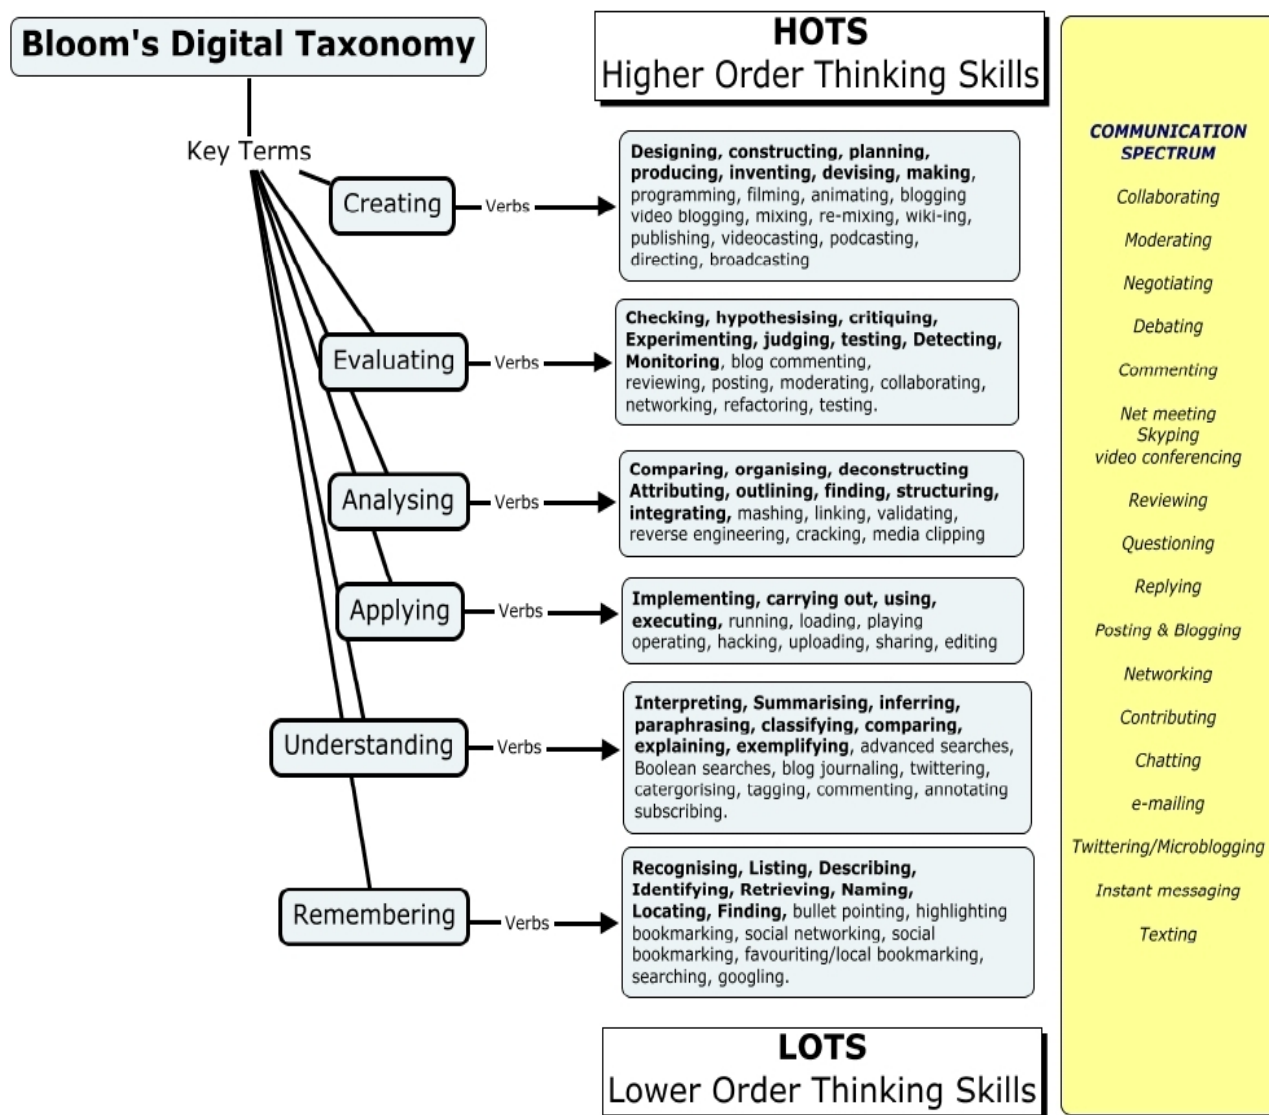 Bloom's Digital Taxonomy
HOTS
Higher Order Thinking Skills
Key Terms
Creating
Verbs
Designing, constructing, planning,
producing, inventing, devising, making,
programming, filming, animating, blogging
video blogging, mixing, re-mixing, wiki-ing,
publishing, videocasting, podcasting,
directing, broadcasting
Evaluating
Verbs
Checking, hypothesising, critiquing,
Experimenting, judging, testing, Detecting,
Monitoring, blog commenting,
reviewing, posting, moderating, collaborating,
networking, refactoring, testing.
Analysing
Verbs
Comparing, organising, deconstructing
Attributing, outlining, finding, structuring,
integrating, mashing, linking, validating,
reverse engineering, cracking, media clipping
Applying
Verbs
Implementing, carrying out, using,
executing, running, loading, playing
operating, hacking, uploading, sharing, editing
Understanding
Verbs
Interpreting, Summarising, inferring,
paraphrasing, classifying, comparing,
explaining, exemplifying, advanced searches,
Boolean searches, blog journaling, twittering,
catergorising, tagging, commenting, annotating
subscribing.
Remembering
Verbs
Recognising, Listing, Describing,
Identifying, Retrieving, Naming,
Locating, Finding, bullet pointing, highlighting
bookmarking, social networking, social
bookmarking, favouriting/local bookmarking,
searching, googling.
LOTS
Lower Order Thinking Skills
COMMUNICATION
SPECTRUM
Collaborating
Moderating
Negotiating
Debating
Commenting
Net meeting
Skyping
video conferencing
Reviewing
Questioning
Replying
Posting & Blogging
Networking
Contributing
Chatting
e-mailing
Twittering/Microblogging
Instant messaging
Texting